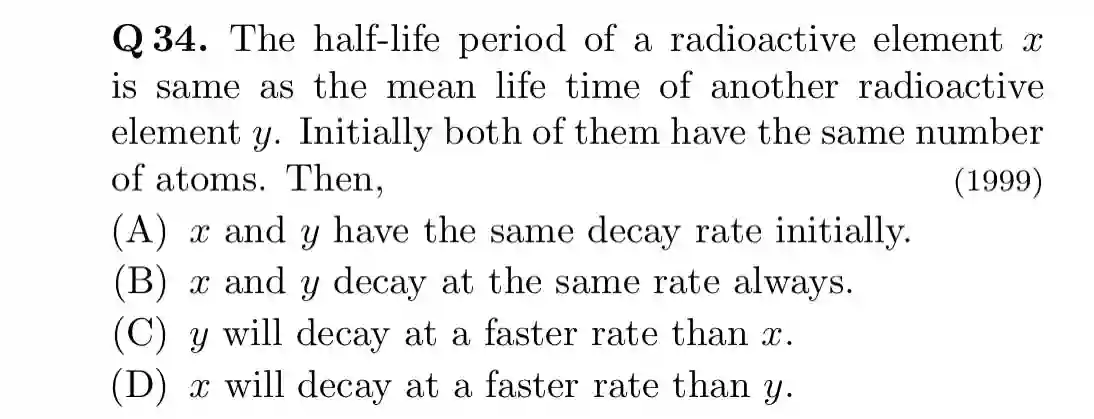 Q 34. The half-life period of a radioactive element x
is same as the mean life time of another radioactive
element y. Initially both of them have the same number
of atoms. Then, (1999)
(A) x and y have the same decay rate initially.
(B) x and y decay at the same rate always.
(C) y will decay at a faster rate than x.
(D) x will decay at a faster rate than y.